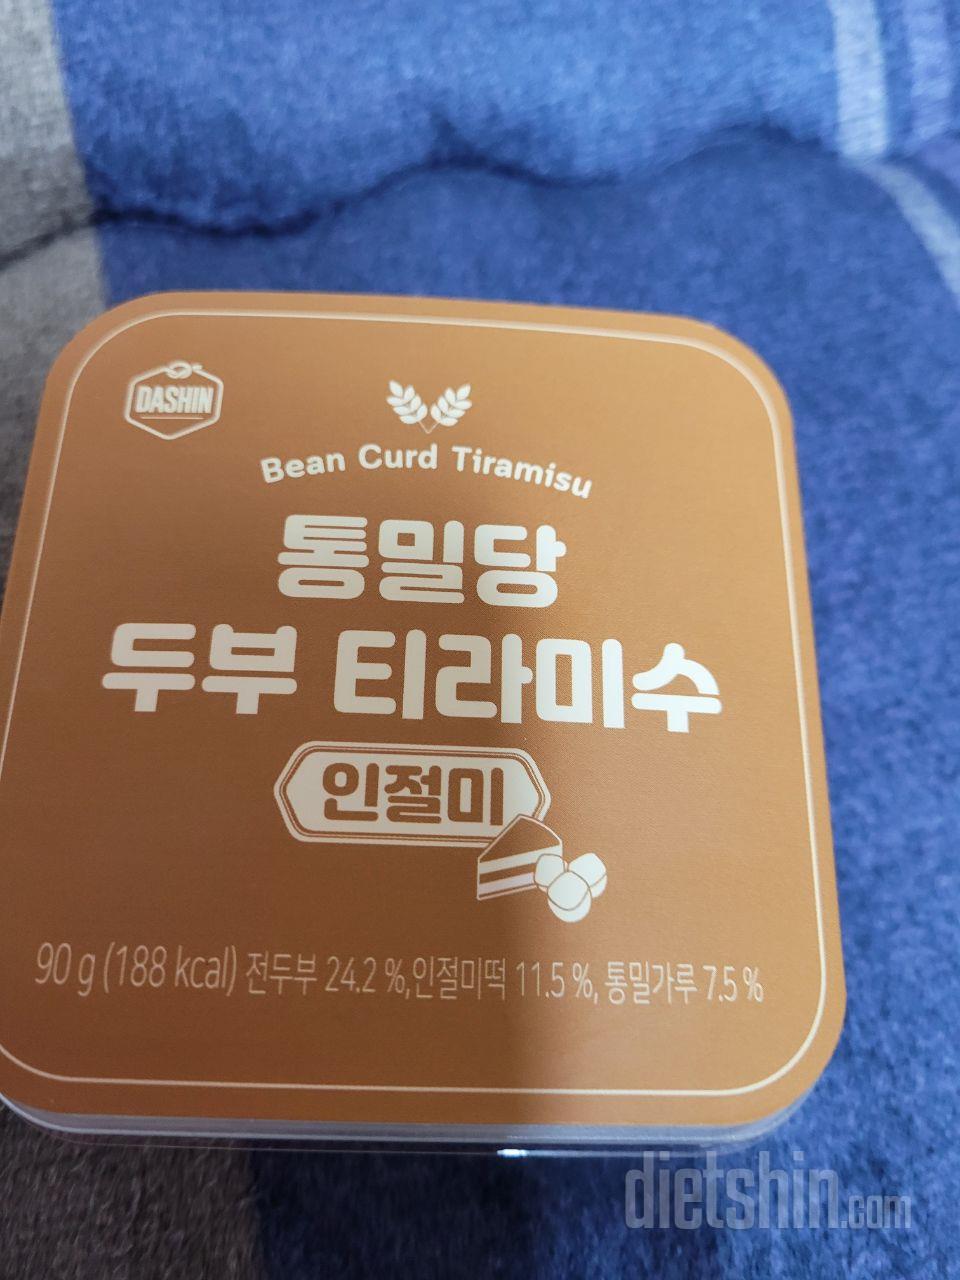 DASHIN
Bean Curd Tiramisu
통밀당
두부 티라미수
인절미
90 g (188 kcal) 전두부 24.2 %, 인절미떡 11.5 %, 통밀가루 7.5 %
dietshin.com